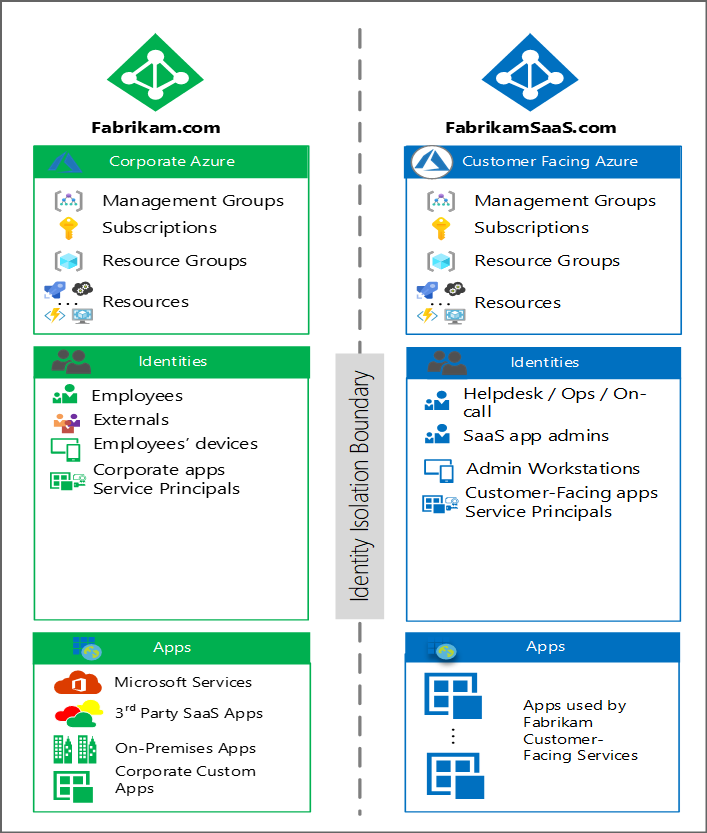 Fabrikam.com
Corporate Azure
Management Groups
Subscriptions
Resource Groups
Resources
Identities
Employees
Externals
Employees’ devices
Corporate apps
Service Principals
Apps
Microsoft Services
3rd Party SaaS Apps
On-Premises Apps
Corporate Custom
Apps
Identity Isolation Boundary
FabrikamSaaS.com
Customer Facing Azure
Management Groups
Subscriptions
Resource Groups
Resources
Identities
Helpdesk / Ops / On-
call
SaaS app admins
Admin Workstations
Customer-Facing apps
Service Principals
Apps
Apps used by
Fabrikam
Customer-
Facing Services